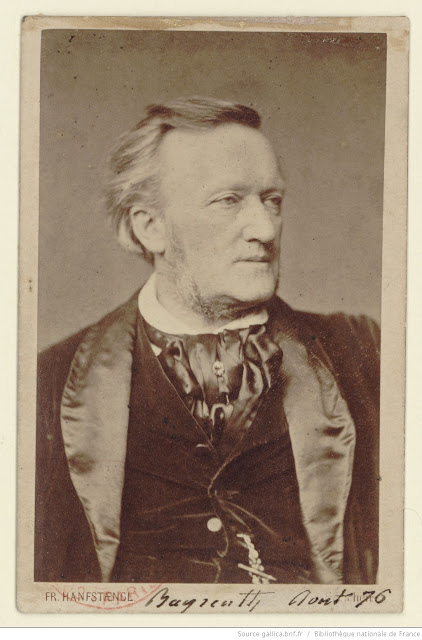 FR. HANFSTAENGL
Bayreuth, Aout 76
Source gallica.bnf.fr / Bibliothèque nationale de France